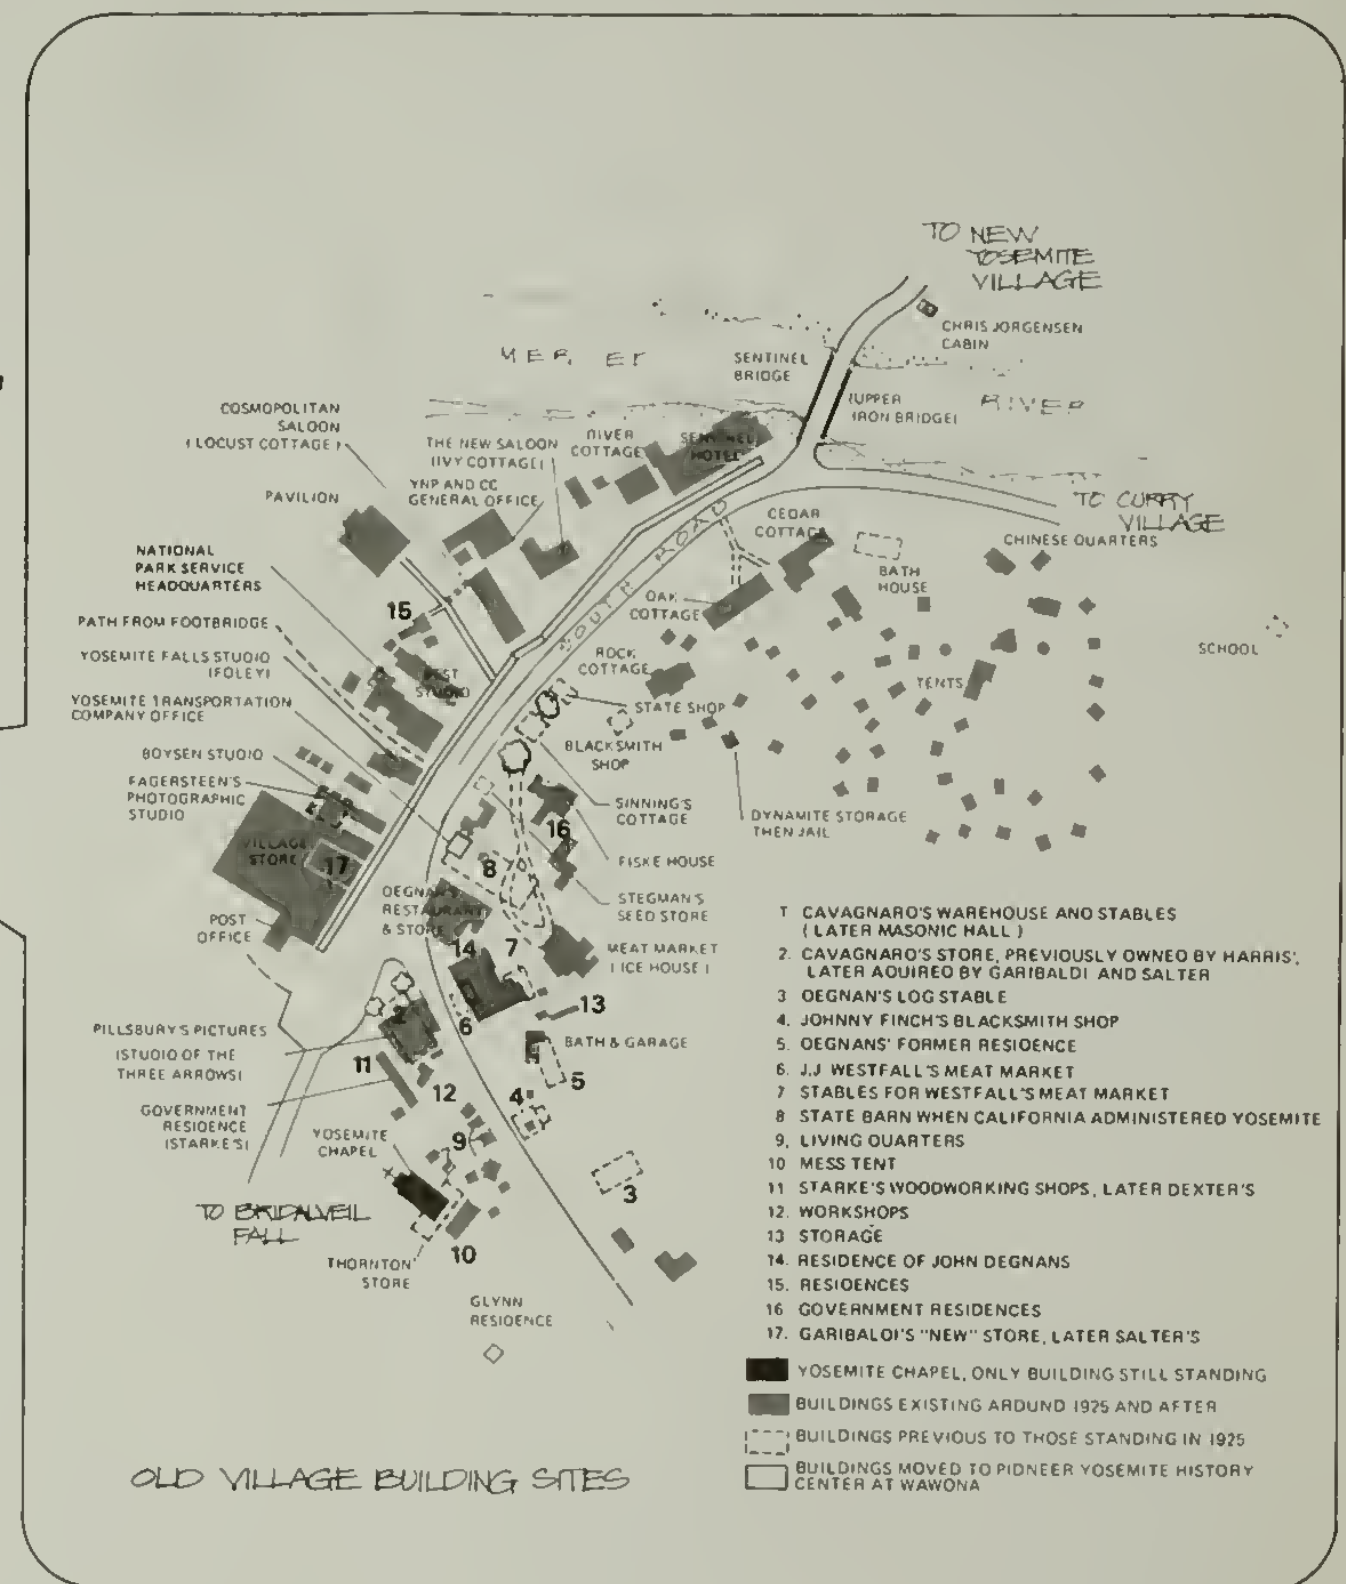 TO NEW
YOSEMITE
VILLAGE
CHRIS JORGENSEN
CABIN
MER
SENTINEL
BRIDGE
(UPPER
IRON BRIDGE)
RIVER
COSMOPOLITAN
SALOON
(LOCUST COTTAGE)
THE NEW SALOON
(IVY COTTAGE)
RIVER
COTTAGE
SENTINEL
HOTEL
PAVILION
YNP AND CC
GENERAL OFFICE
TO CURRY
VILLAGE
CEDAR
COTTAGE
CHINESE QUARTERS
NATIONAL
PARK SERVICE
HEADQUARTERS
SOUTH ROAD
BATH
HOUSE
15
OAK
COTTAGE
PATH FROM FOOTBRIDGE
YOSEMITE FALLS STUDIO
(FOLEY)
ROCK
COTTAGE
SCHOOL
BEST
STUDIO
TENTS
YOSEMITE TRANSPORTATION
COMPANY OFFICE
STATE SHOP
BLACKSMITH
SHOP
BOYSEN STUDIO
FAGERSTEEN'S
PHOTOGRAPHIC
STUDIO
SINNING'S
COTTAGE
DYNAMITE STORAGE
THEN JAIL
VILLAGE
STORE
17
16
8
FISKE HOUSE
DEGNAN'S
RESTAURANT
& STORE
STEGMAN'S
SEED STORE
POST
OFFICE
14
7
MEAT MARKET
(ICE HOUSE)
13
6
2
PILLSBURY'S PICTURES
(STUDIO OF THE
THREE ARROWS)
BATH & GARAGE
11
12
5
4
GOVERNMENT
RESIDENCE
(STARKE'S)
YOSEMITE
CHAPEL
9
3
TO BRIDALVEIL
FALL
THORNTON
STORE
10
GLYNN
RESIDENCE
1 CAVAGNARO'S WAREHOUSE AND STABLES
(LATER MASONIC HALL)
2. CAVAGNARO'S STORE, PREVIOUSLY OWNED BY HARRIS',
LATER AQUIRED BY GARIBALDI AND SALTER
3 DEGNAN'S LOG STABLE
4. JOHNNY FINCH'S BLACKSMITH SHOP
5. DEGNANS' FORMER RESIDENCE
6. J.J WESTFALL'S MEAT MARKET
7 STABLES FOR WESTFALL'S MEAT MARKET
8 STATE BARN WHEN CALIFORNIA ADMINISTERED YOSEMITE
9, LIVING QUARTERS
10 MESS TENT
11 STARKE'S WOODWORKING SHOPS, LATER DEXTER'S
12. WORKSHOPS
13 STORAGE
14. RESIDENCE OF JOHN DEGNANS
15. RESIDENCES
16 GOVERNMENT RESIDENCES
17. GARIBALDI'S "NEW" STORE, LATER SALTER'S
YOSEMITE CHAPEL, ONLY BUILDING STILL STANDING
BUILDINGS EXISTING AROUND 1925 AND AFTER
BUILDINGS PREVIOUS TO THOSE STANDING IN 1925
BUILDINGS MOVED TO PIONEER YOSEMITE HISTORY
CENTER AT WAWONA
OLD VILLAGE BUILDING SITES